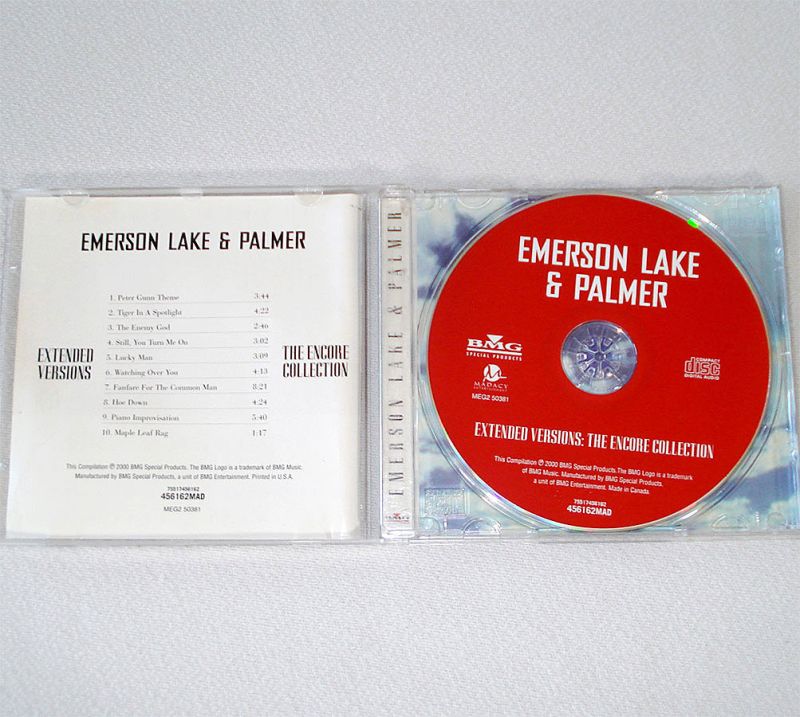 EMERSON LAKE & PALMER
1. Peter Gunn Theme 3:44
2. Tiger In A Spotlight 4:22
3. The Enemy God 2:46
4. Still, You Turn Me On 3:02
5. Lucky Man 3:09
6. Watching Over You 4:13
7. Fanfare For The Common Man 8:21
8. Hoe Down 4:24
9. Piano Improvisation 5:40
10. Maple Leaf Rag 1:17
EXTENDED
VERSIONS
THE ENCORE
COLLECTION
This Compilation ℗ 2000 BMG Special Products. The BMG Logo is a trademark of BMG Music.
Manufactured by BMG Special Products, a unit of BMG Entertainment. Printed in U.S.A.
75517456162
456162MAD
MEG2 50381
EMERSON LAKE & PALMER
BMG
EMERSON LAKE
& PALMER
BMG
SPECIAL PRODUCTS
MADACY
ENTERTAINMENT
MEG2 50381
COMPACT
disc
DIGITAL AUDIO
EXTENDED VERSIONS: THE ENCORE COLLECTION
This Compilation ℗ 2000 BMG Special Products. The BMG Logo is a trademark
of BMG Music. Manufactured by BMG Special Products,
a unit of BMG Entertainment. Made in Canada.
75517456162
456162MAD